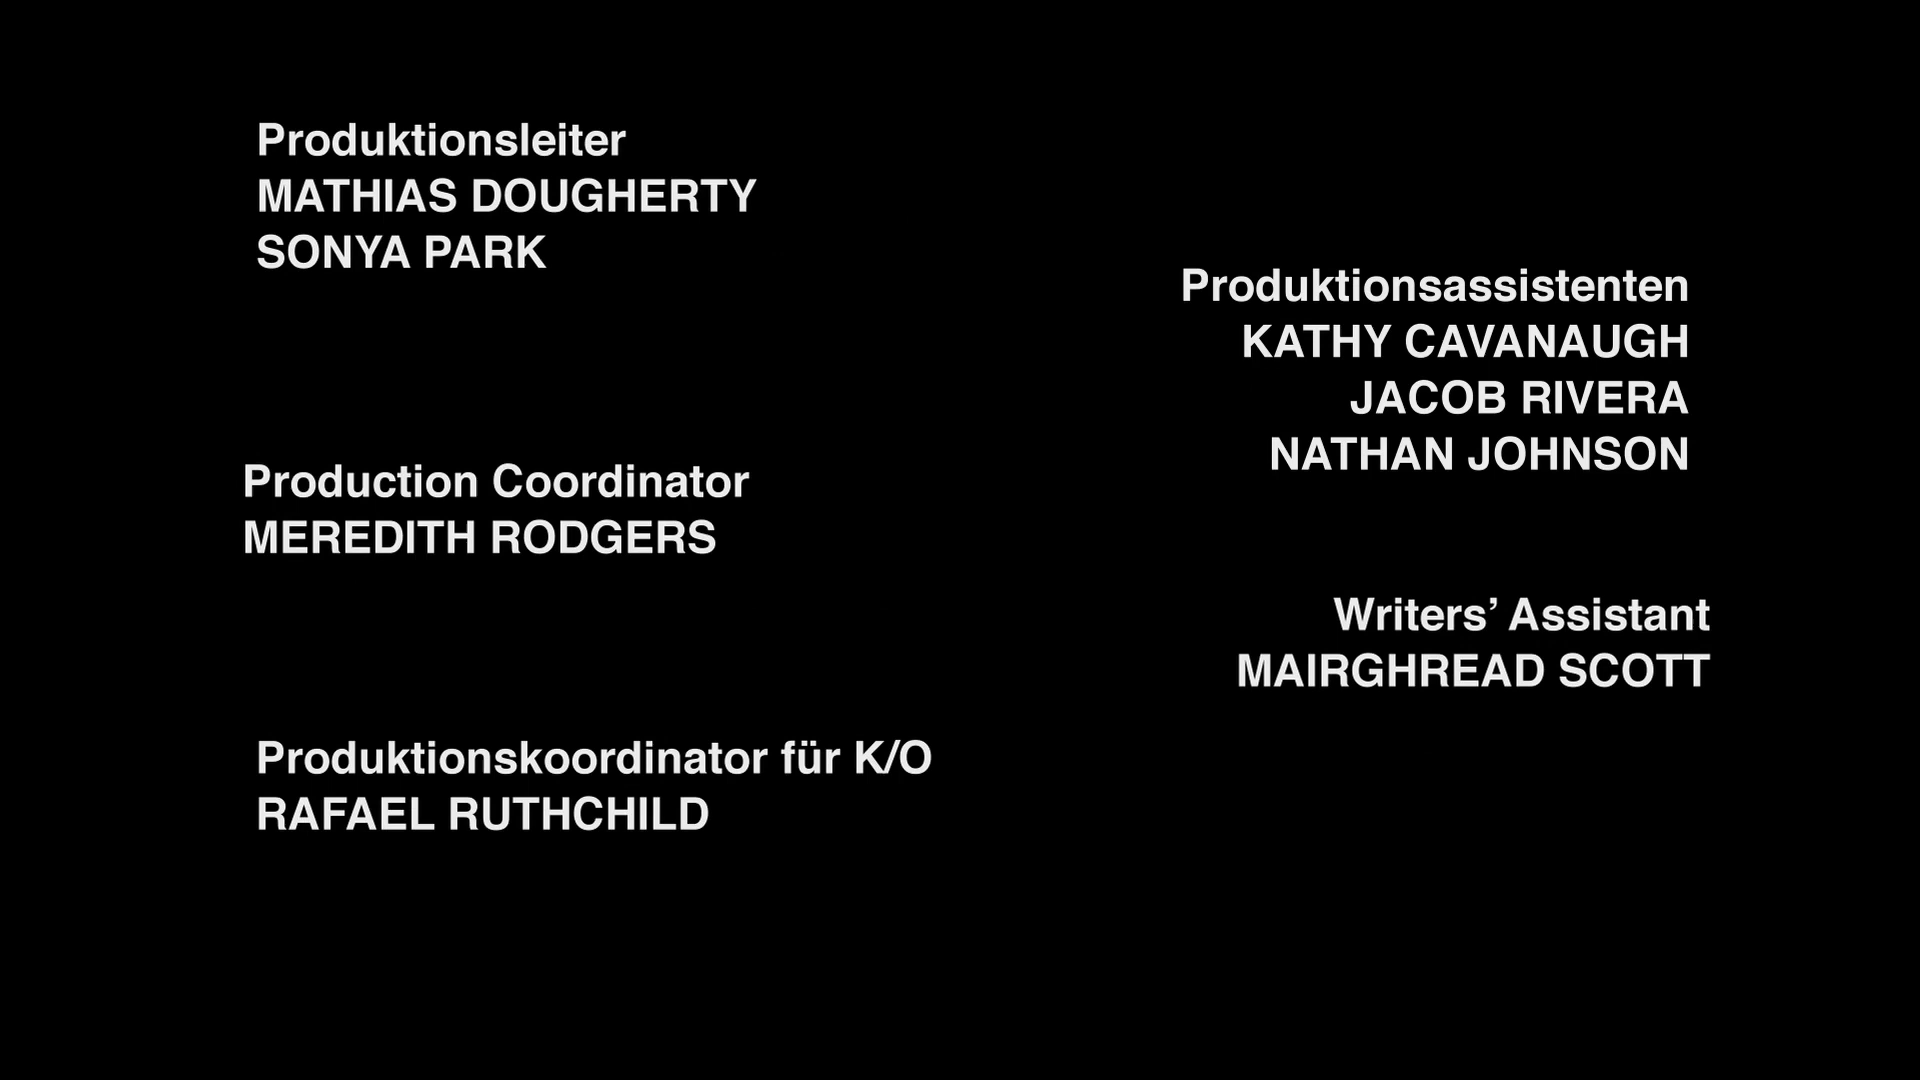 Produktionsleiter
MATHIAS DOUGHERTY
SONYA PARK
Production Coordinator
MEREDITH RODGERS
Produktionskoordinator für K/O
RAFAEL RUTHCHILD
Produktionsassistenten
KATHY CAVANAUGH
JACOB RIVERA
NATHAN JOHNSON
Writers’ Assistant
MAIRGHREAD SCOTT